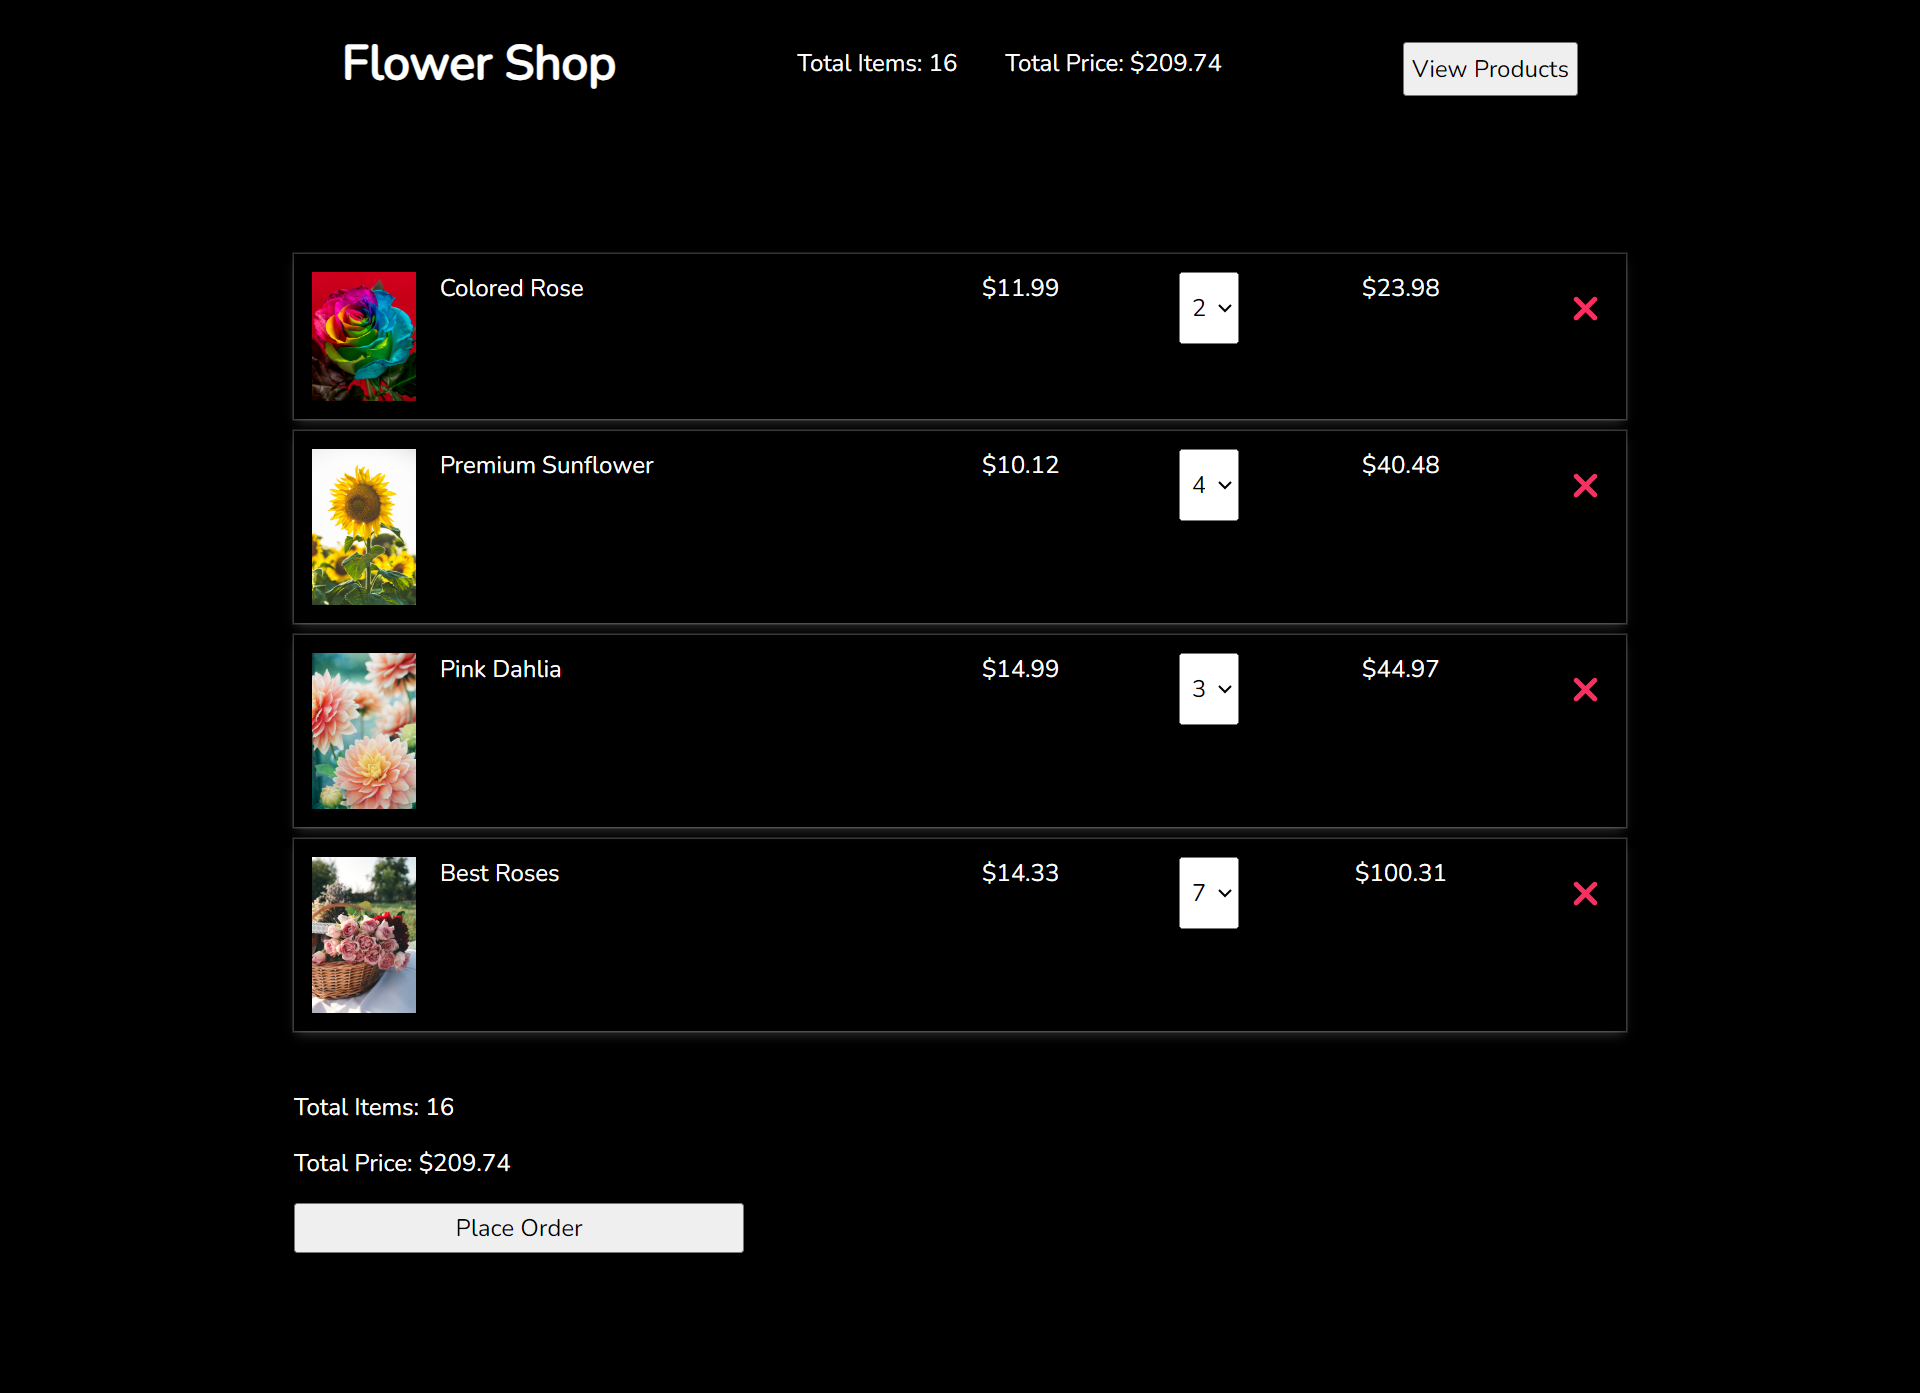 Flower Shop
Total Items: 16 Total Price: $209.74
View Products
Colored Rose $11.99 2 $23.98
Premium Sunflower $10.12 4 $40.48
Pink Dahlia $14.99 3 $44.97
Best Roses $14.33 7 $100.31
Total Items: 16
Total Price: $209.74
Place Order